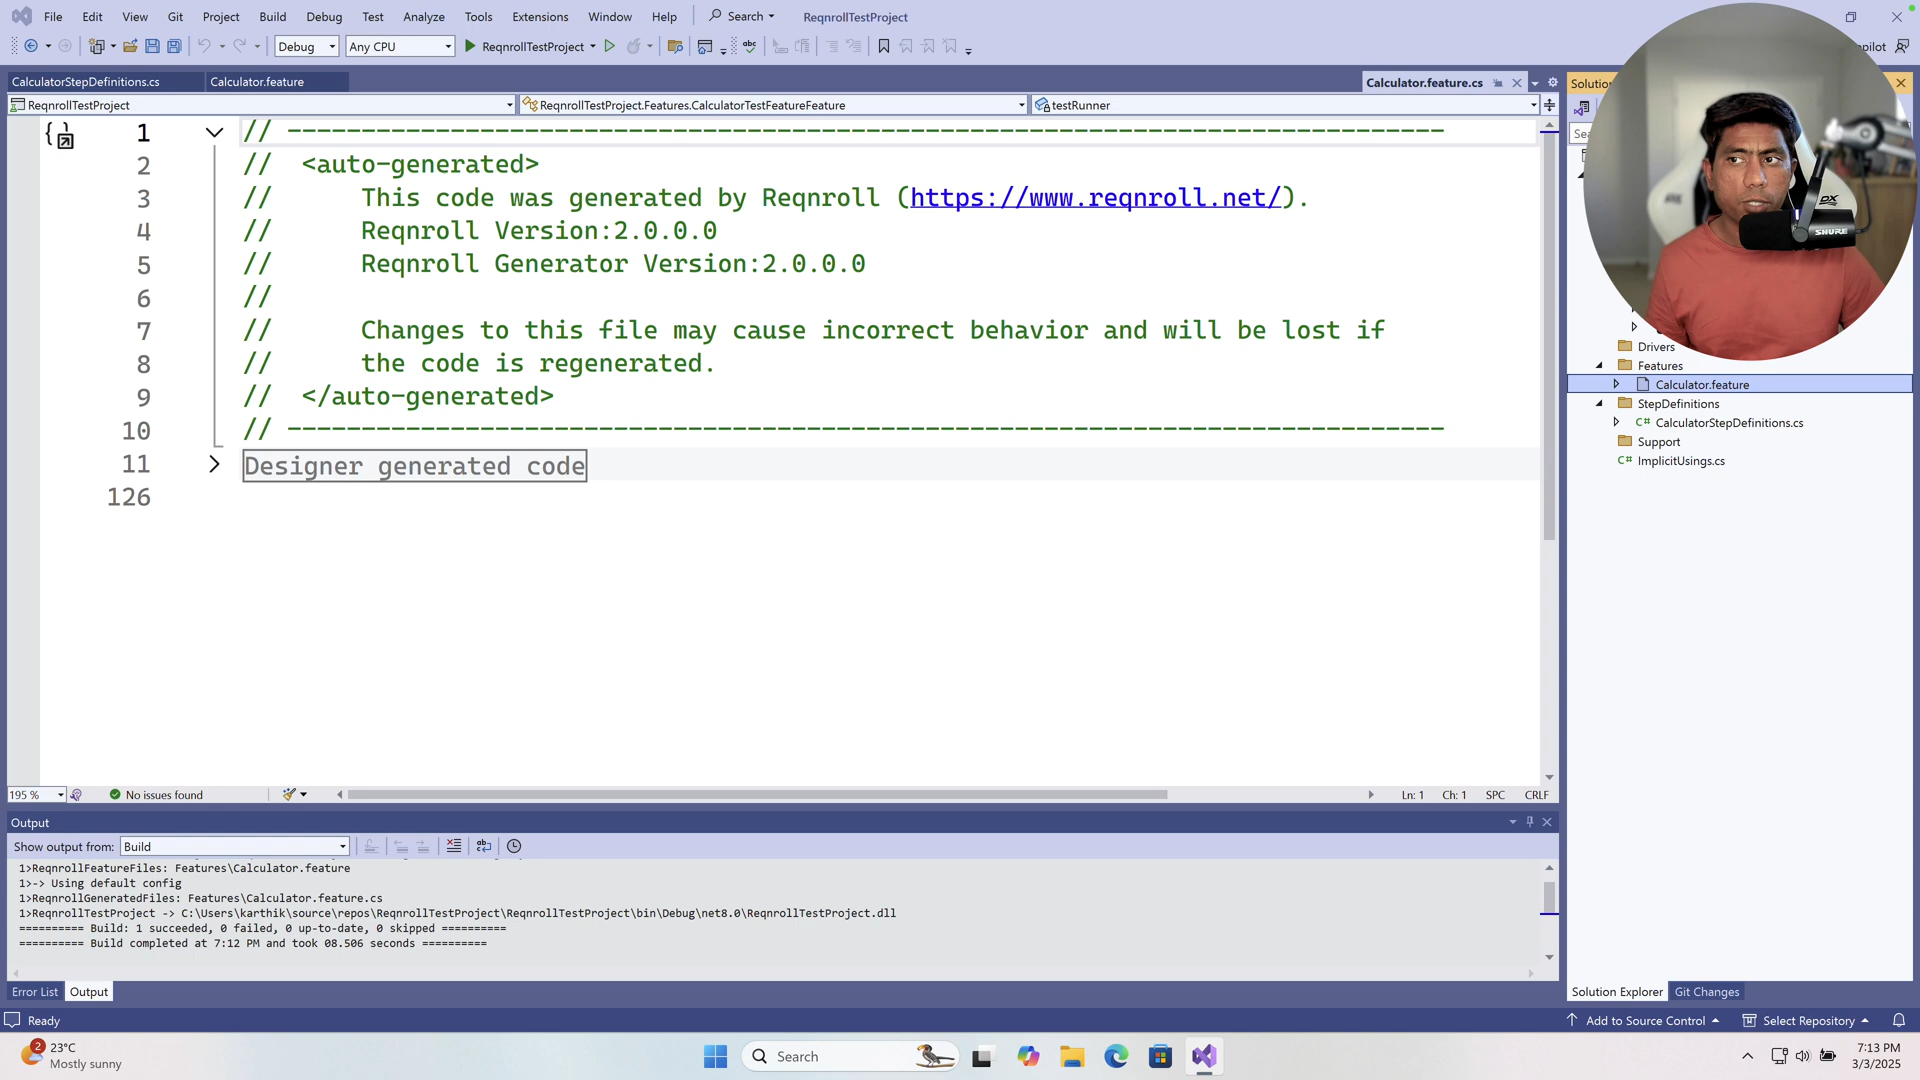 File Edit View Git Project Build Debug Test Analyze Tools Extensions Window Help Search ReqnrollTestProject
Debug Any CPU ReqnrollTestProject
CalculatorStepDefinitions.cs Calculator.feature Calculator.feature.cs
ReqnrollTestProject ReqnrollTestProject.Features.CalculatorTestFeatureFeature testRunner
1 // ------------------------------------------------------------------------------
2 //  <auto-generated>
3 //      This code was generated by Reqnroll (https://www.reqnroll.net/).
4 //      Reqnroll Version:2.0.0.0
5 //      Reqnroll Generator Version:2.0.0.0
6 //
7 //      Changes to this file may cause incorrect behavior and will be lost if
8 //      the code is regenerated.
9 //  </auto-generated>
10 // ------------------------------------------------------------------------------
11 Designer generated code
126
195 % No issues found Ln: 1 Ch: 1 SPC CRLF
Output
Show output from: Build
1>ReqnrollFeatureFiles: Features\Calculator.feature
1>-> Using default config
1>ReqnrollGeneratedFiles: Features\Calculator.feature.cs
1>ReqnrollTestProject -> C:\Users\karthik\source\repos\ReqnrollTestProject\ReqnrollTestProject\bin\Debug\net8.0\ReqnrollTestProject.dll
========== Build: 1 succeeded, 0 failed, 0 up-to-date, 0 skipped ==========
========== Build completed at 7:12 PM and took 08.506 seconds ==========
Error List Output
DX
SHURE
Drivers
Features
Calculator.feature
StepDefinitions
C# CalculatorStepDefinitions.cs
Support
C# ImplicitUsings.cs
Solution Explorer Git Changes
Ready Add to Source Control Select Repository
2 23°C
Mostly sunny
Search
7:13 PM
3/3/2025